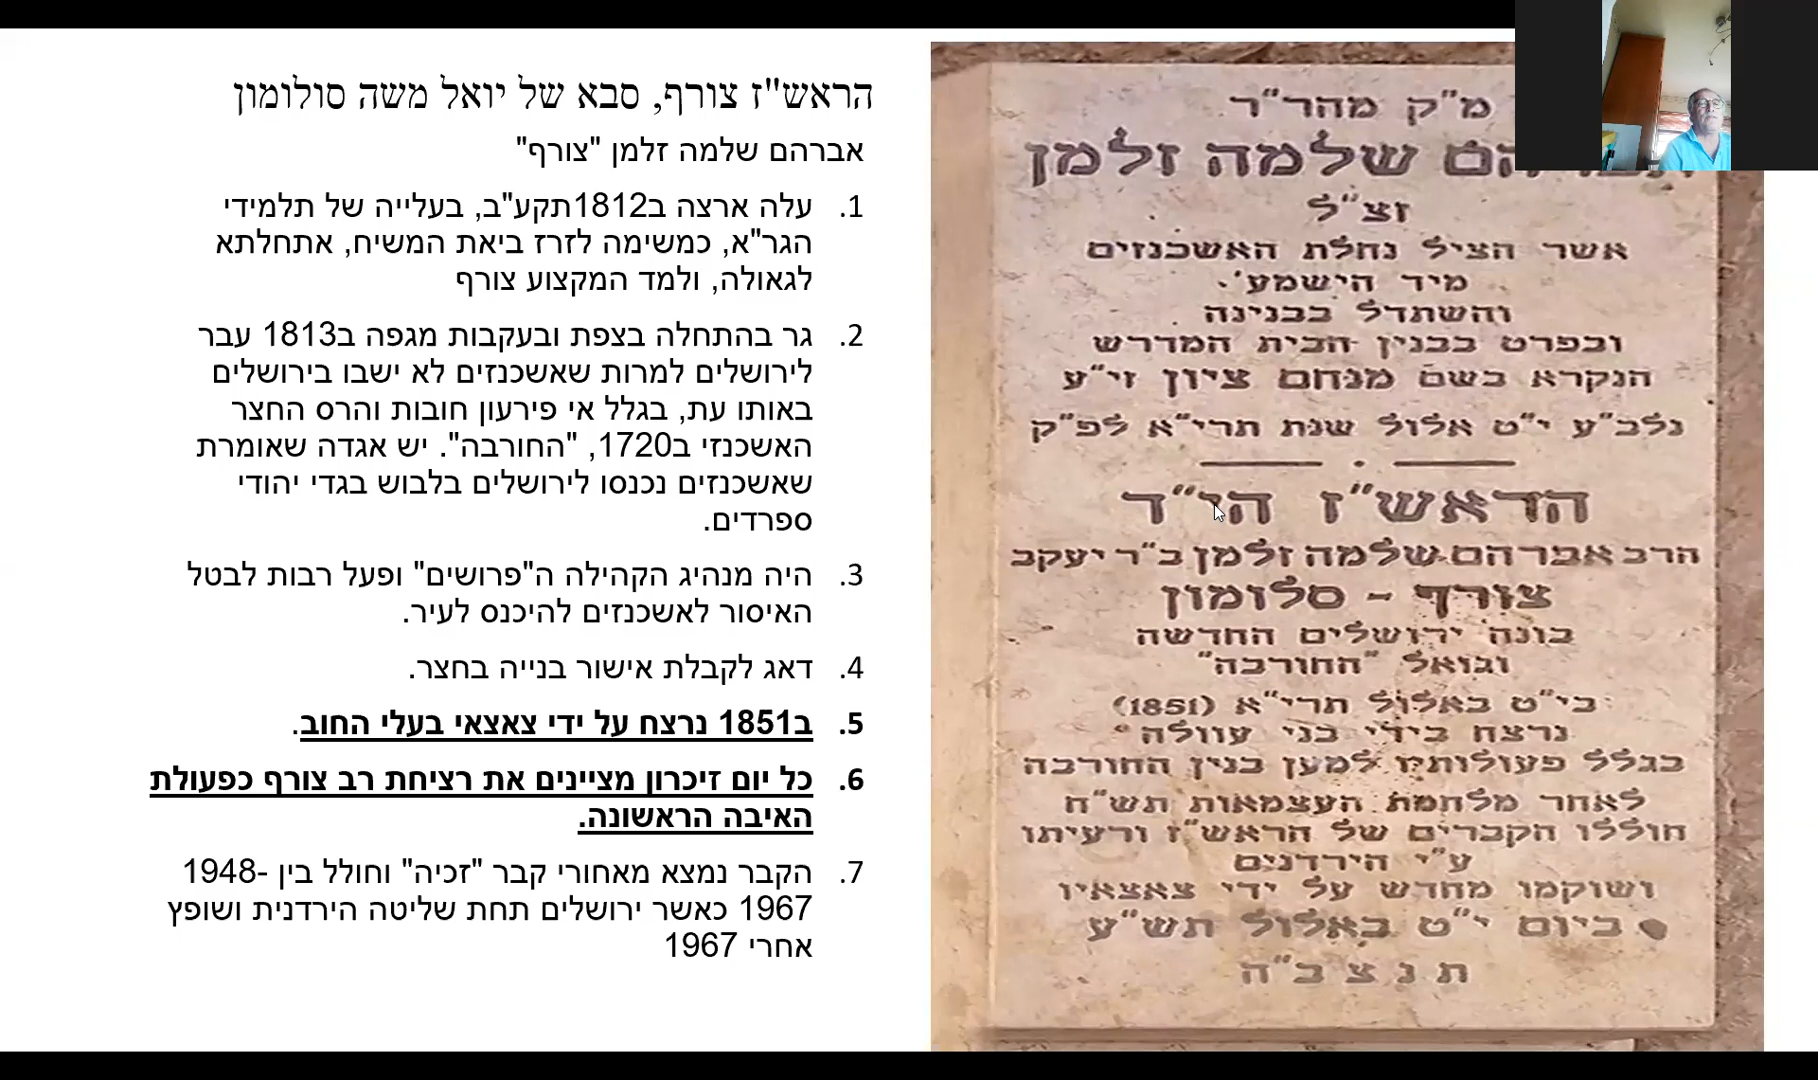 הראש"ז צורף, סבא של יואל משה סולומון
אברהם שלמה זלמן "צורף"
1. עלה ארצה ב1812תקע"ב, בעלייה של תלמידי
הגר"א, כמשימה לזרז ביאת המשיח, אתחלתא
לגאולה, ולמד המקצוע צורף
2. גר בהתחלה בצפת ובעקבות מגפה ב1813 עבר
לירושלים למרות שאשכנזים לא ישבו בירושלים
באותו עת, בגלל אי פירעון חובות והרס החצר
האשכנזי ב1720, "החורבה". יש אגדה שאומרת
שאשכנזים נכנסו לירושלים בלבוש בגדי יהודי
ספרדים.
3. היה מנהיג הקהילה ה"פרושים" ופעל רבות לבטל
האיסור לאשכנזים להיכנס לעיר.
4. דאג לקבלת אישור בנייה בחצר.
5. ב1851 נרצח על ידי צאצאי בעלי החוב.
6. כל יום זיכרון מציינים את רציחת רב צורף כפעולת
האיבה הראשונה.
7. הקבר נמצא מאחורי קבר "זכיה" וחולל בין 1948-
1967 כאשר ירושלים תחת שליטה הירדנית ושופץ
אחרי 1967
מ"ק מהר"ר
שלמה זלמן
זצ"ל
אשר הציל נחלת האשכנזים
מיד הישמע'
והשתדל בבנינה
ובפרט בבנין הבית המדרש
הנקרא בשם מנחם ציון זי"ע
נלב"ע י"ט אלול שנת תרי"א לפ"ק
הראש"ז הי"ד
הרב אברהם שלמה זלמן ב"ר יעקב
צורף - סלומון
בונה ירושלים החדשה
וגואל "החורבה"
בי"ט באלול תרי"א (1851)
נרצח בידי בני עוולה
בגלל פעולותיו למען בנין החורבה
לאחר מלחמת העצמאות תש"ח
חוללו הקברים של הראש"ז ורעיתו
ע"י הירדנים
ושוקמו מחדש על ידי צאצאיו
ביום י"ט באלול תש"ע
ת נ צ ב"ה